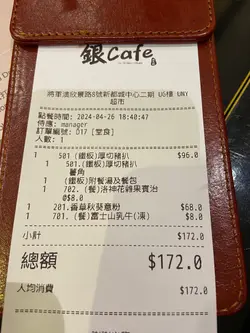 銀Cafe
將軍澳欣景路8號新都城中心二期 UG樓 UNY
超市
點餐時間: 2024-04-26 18:40:47
侍應: manager
訂單編號: 017 [堂食]
人數: 1
1 501.(鐵板)厚切豬扒 $96.0
1 501.(鐵板)厚切豬扒
薯角
1 (鐵板)附餐湯及餐包
1 702. (餐)洛神花雜果賓治
@$8.0
1 201.香草秋葵意粉 $68.0
1 701. (餐)富士山乳牛(凍) $8.0
小計 $172.0
總額 $172.0
人均消費 $172.0